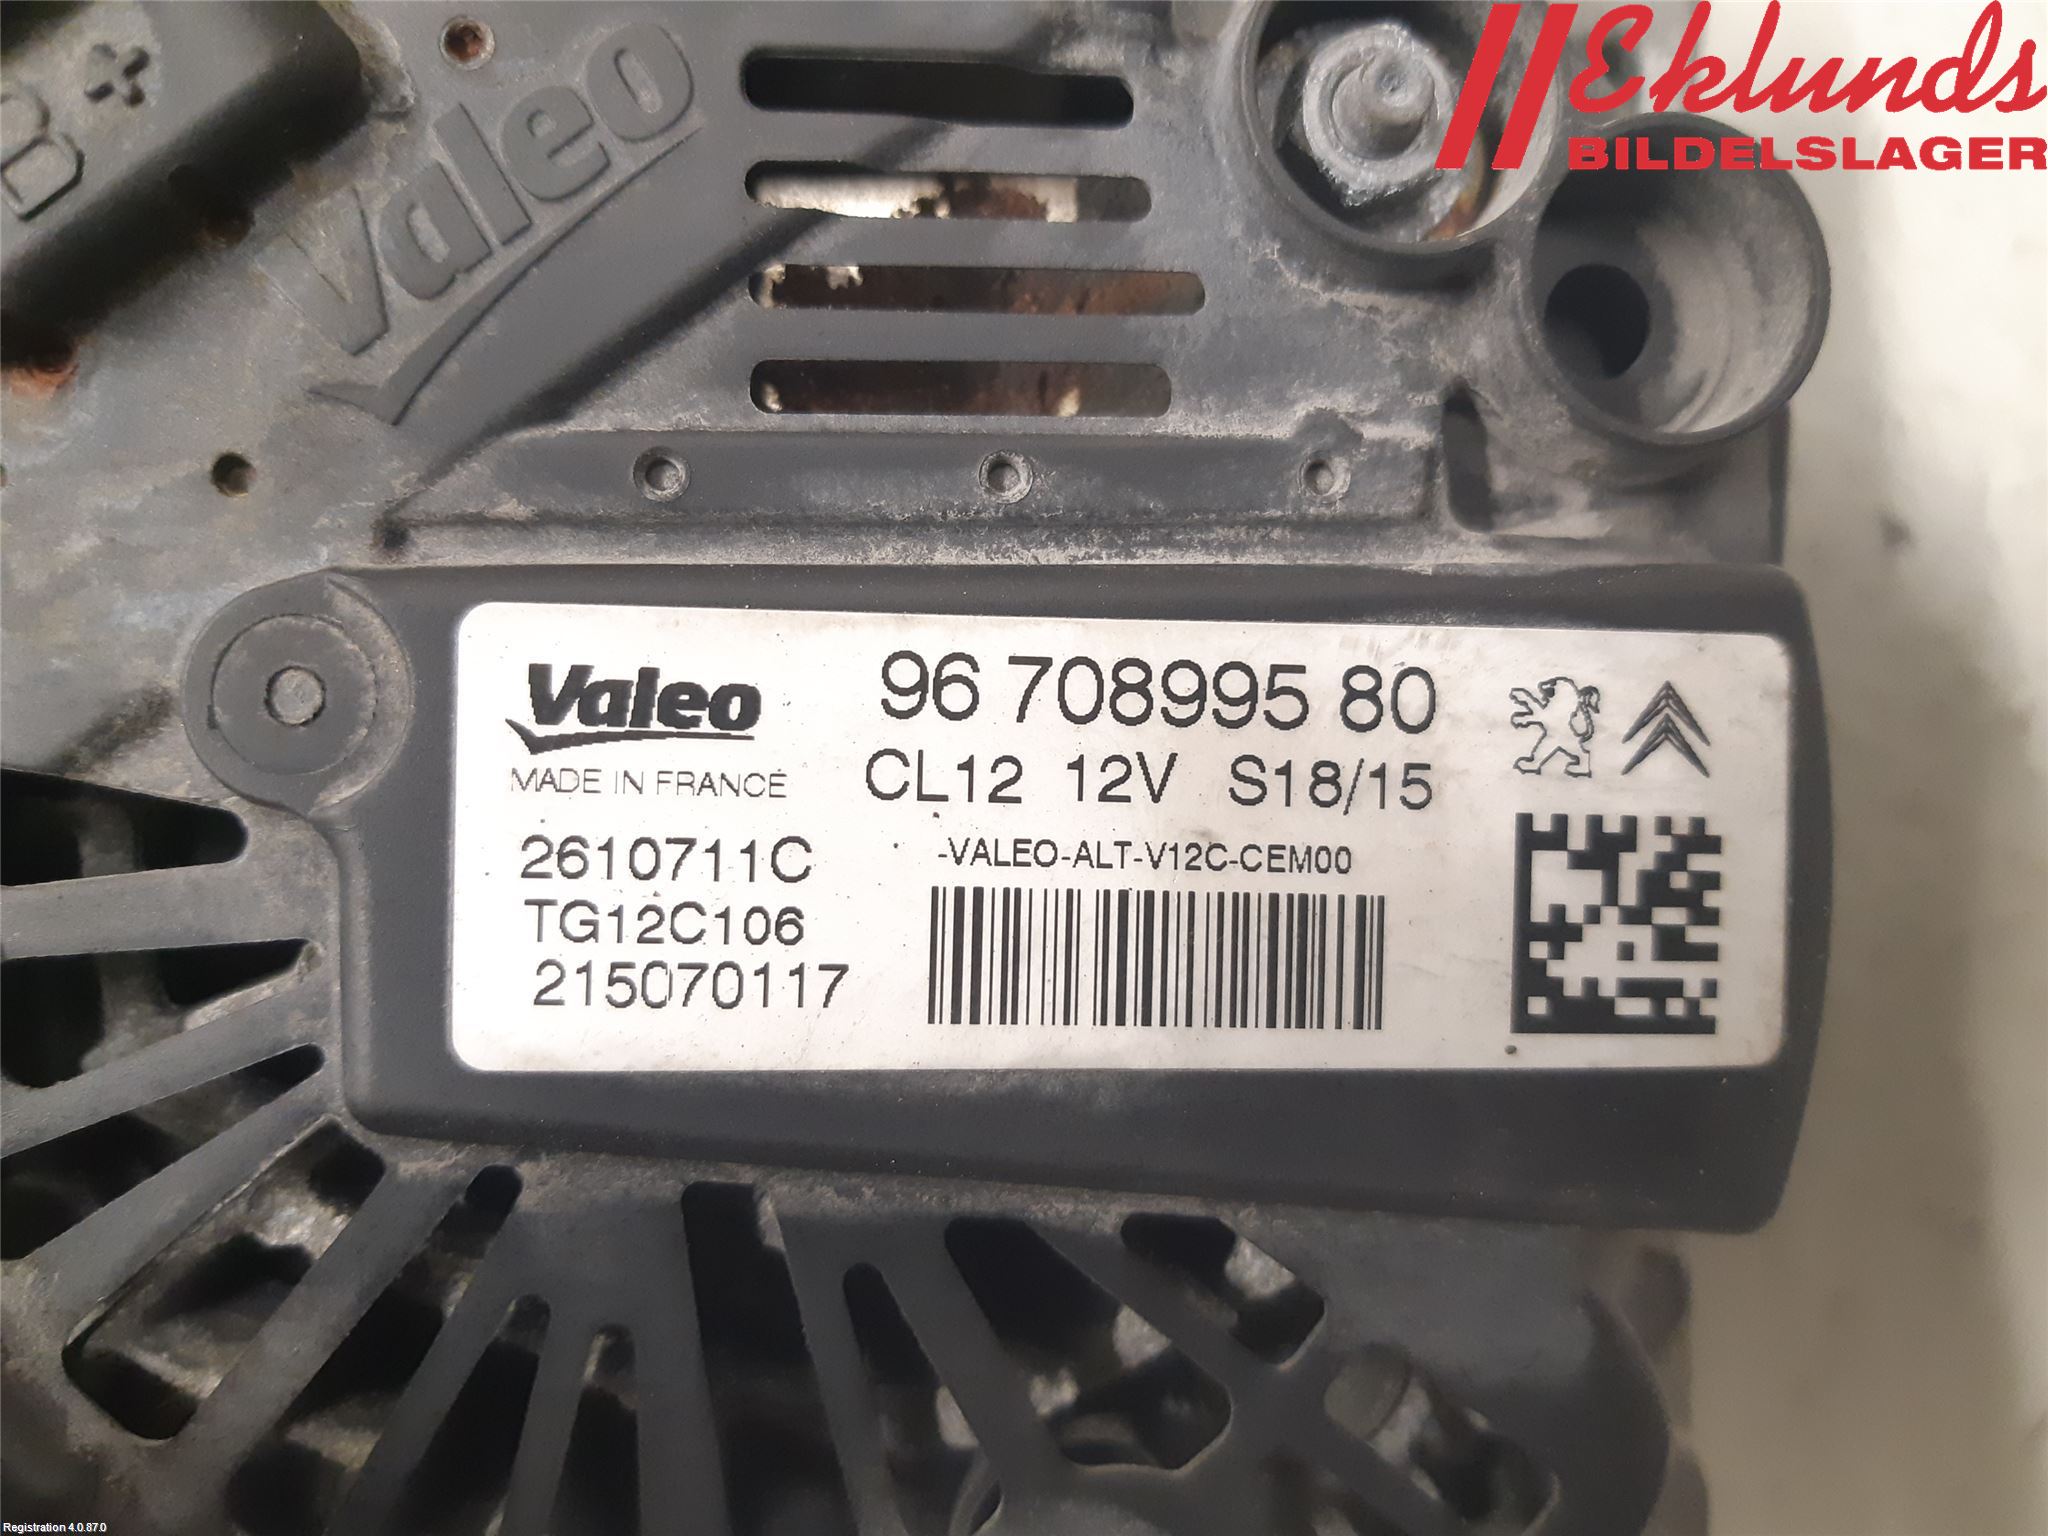 B+
Valeo
Eklunds
BILDELSLAGER
Valeo
MADE IN FRANCE
96 708995 80
CL12 12V S18/15
2610711C
TG12C106
215070117
-VALEO-ALT-V12C-CEM00
Registration 4.0.87.0